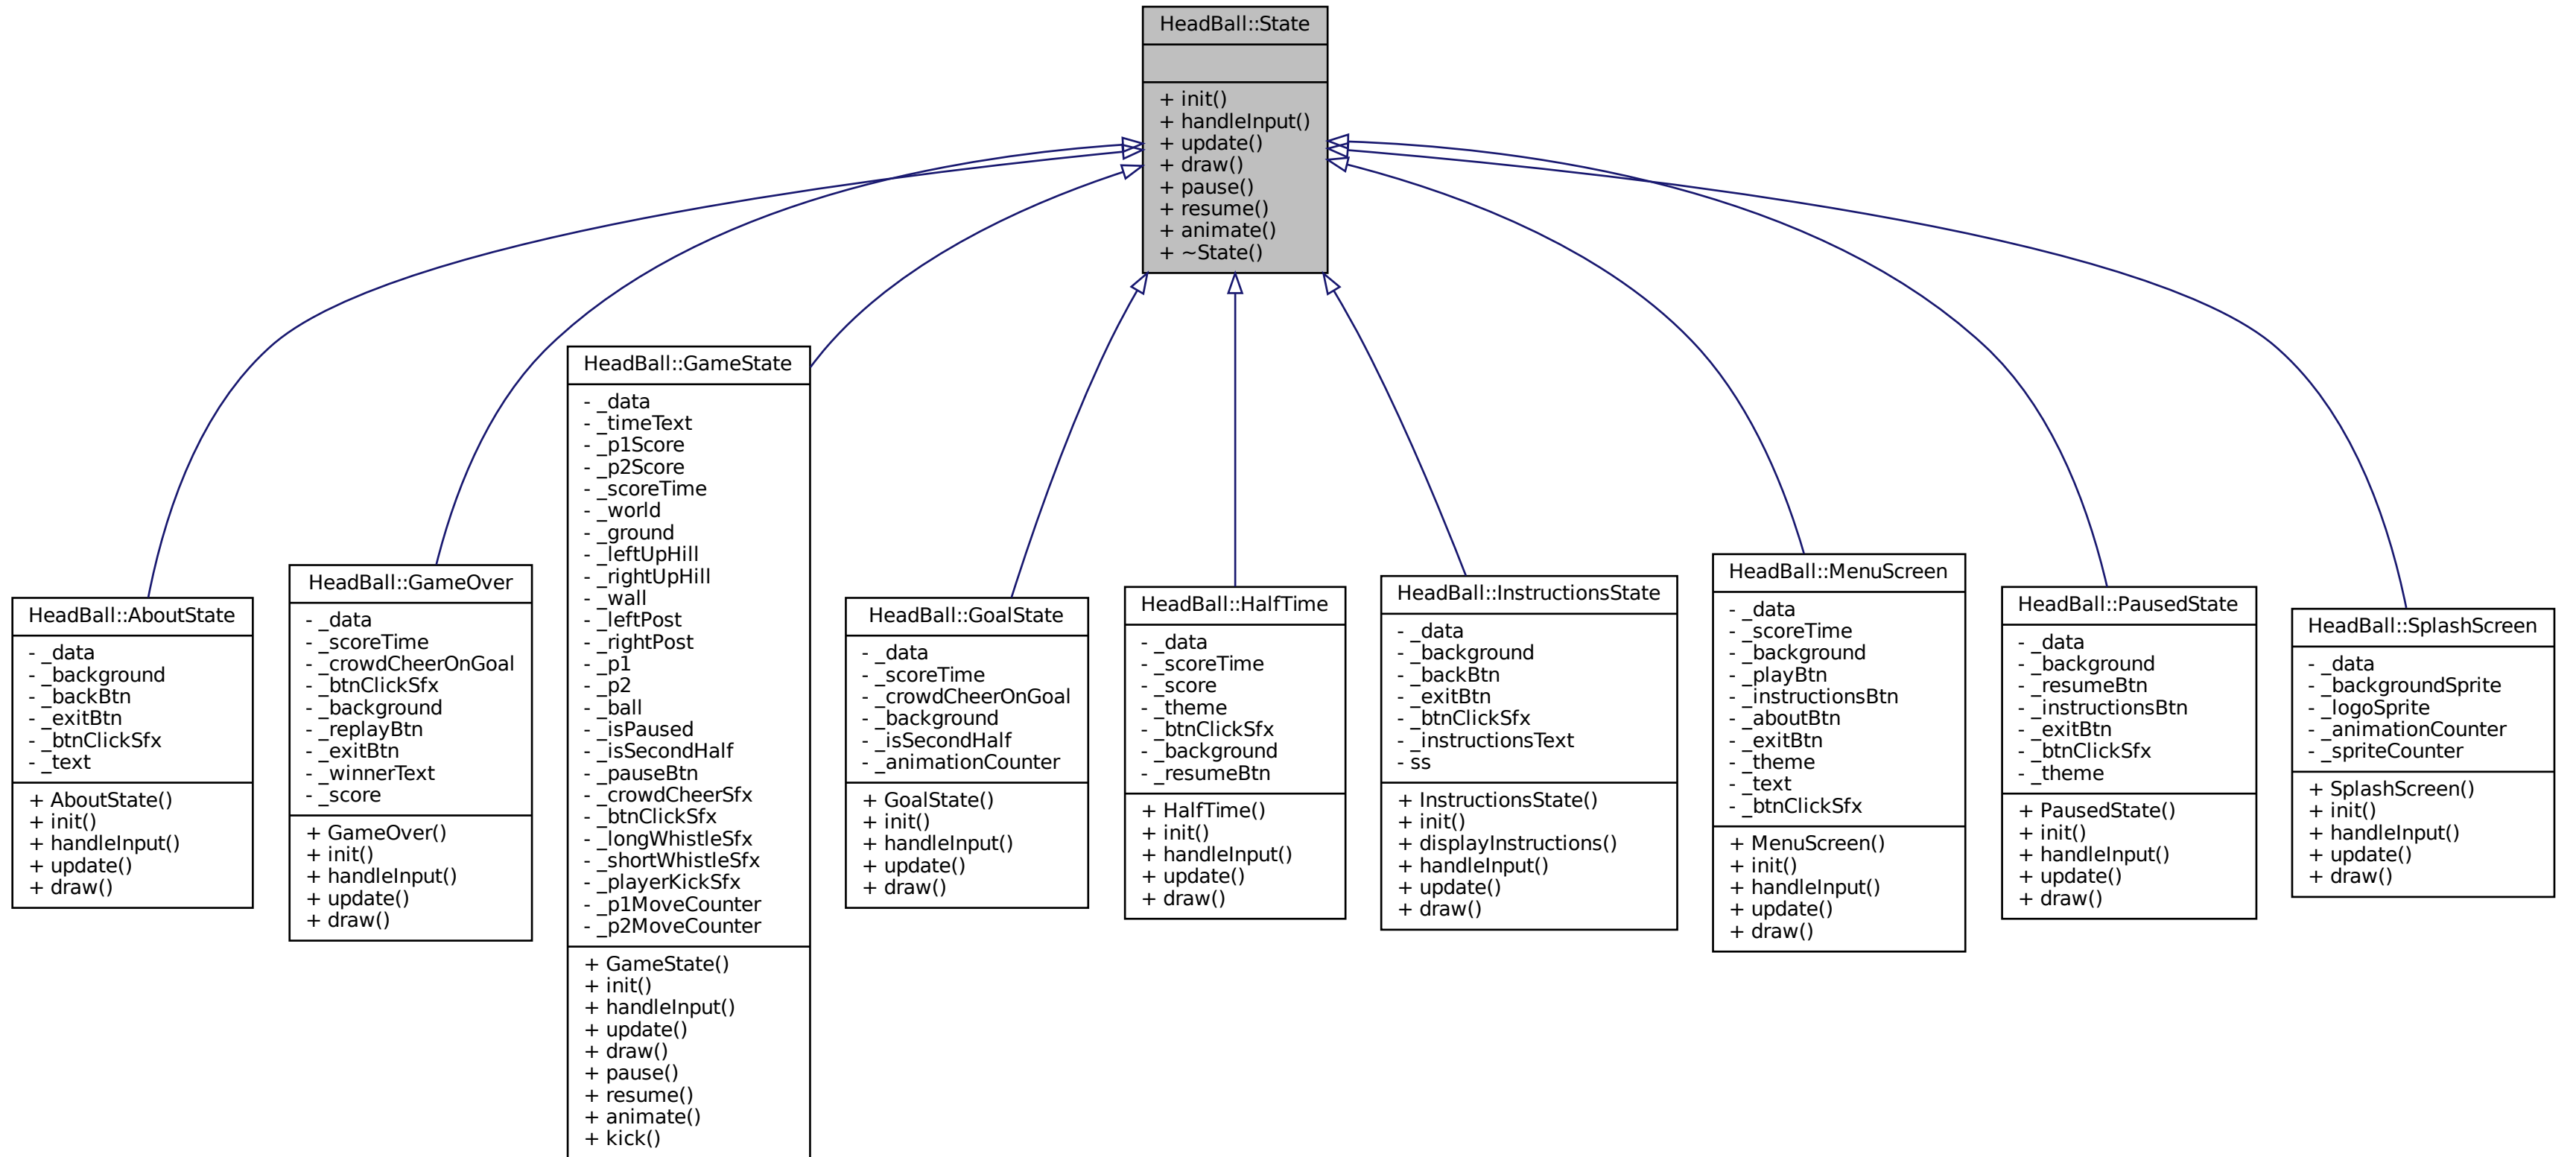 HeadBall::State
+ init()
+ handleInput()
+ update()
+ draw()
+ pause()
+ resume()
+ animate()
+ ~State()
HeadBall::AboutState
- _data
- _background
- _backBtn
- _exitBtn
- _btnClickSfx
- _text
+ AboutState()
+ init()
+ handleInput()
+ update()
+ draw()
HeadBall::GameOver
- _data
- _scoreTime
- _crowdCheerOnGoal
- _btnClickSfx
- _background
- _replayBtn
- _exitBtn
- _winnerText
- _score
+ GameOver()
+ init()
+ handleInput()
+ update()
+ draw()
HeadBall::GameState
- _data
- _timeText
- _p1Score
- _p2Score
- _scoreTime
- _world
- _ground
- _leftUpHill
- _rightUpHill
- _wall
- _leftPost
- _rightPost
- _p1
- _p2
- _ball
- _isPaused
- _isSecondHalf
- _pauseBtn
- _crowdCheerSfx
- _btnClickSfx
- _longWhistleSfx
- _shortWhistleSfx
- _playerKickSfx
- _p1MoveCounter
- _p2MoveCounter
+ GameState()
+ init()
+ handleInput()
+ update()
+ draw()
+ pause()
+ resume()
+ animate()
+ kick()
HeadBall::GoalState
- _data
- _scoreTime
- _crowdCheerOnGoal
- _background
- _isSecondHalf
- _animationCounter
+ GoalState()
+ init()
+ handleInput()
+ update()
+ draw()
HeadBall::HalfTime
- _data
- _scoreTime
- _score
- _theme
- _btnClickSfx
- _background
- _resumeBtn
+ HalfTime()
+ init()
+ handleInput()
+ update()
+ draw()
HeadBall::InstructionsState
- _data
- _background
- _backBtn
- _exitBtn
- _btnClickSfx
- _instructionsText
- ss
+ InstructionsState()
+ init()
+ displayInstructions()
+ handleInput()
+ update()
+ draw()
HeadBall::MenuScreen
- _data
- _scoreTime
- _background
- _playBtn
- _instructionsBtn
- _aboutBtn
- _exitBtn
- _theme
- _text
- _btnClickSfx
+ MenuScreen()
+ init()
+ handleInput()
+ update()
+ draw()
HeadBall::PausedState
- _data
- _background
- _resumeBtn
- _instructionsBtn
- _exitBtn
- _btnClickSfx
- _theme
+ PausedState()
+ init()
+ handleInput()
+ update()
+ draw()
HeadBall::SplashScreen
- _data
- _backgroundSprite
- _logoSprite
- _animationCounter
- _spriteCounter
+ SplashScreen()
+ init()
+ handleInput()
+ update()
+ draw()